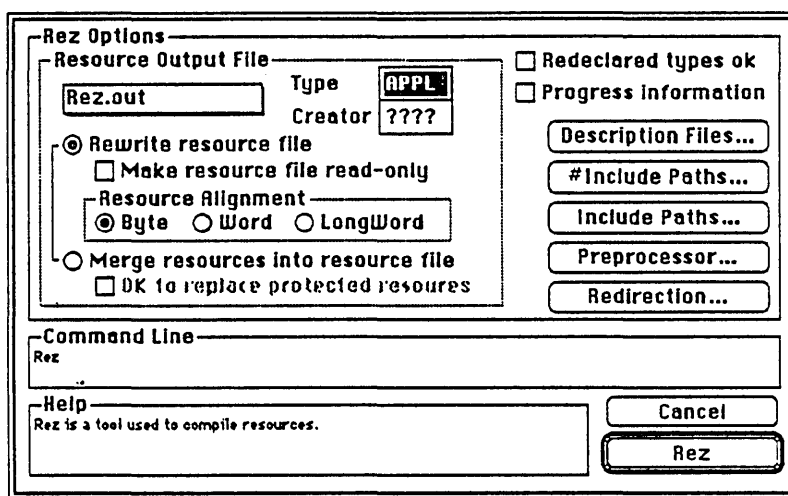 Rez Options
Resource Output File
Rez.out
Type APPL
Creator ????
Rewrite resource file
Make resource file read-only
Resource Alignment
Byte Word LongWord
Merge resources into resource file
OK to replace protected resoures
Redeclared types ok
Progress information
Description Files...
#Include Paths...
Include Paths...
Preprocessor...
Redirection...
Command Line
Rez
Help
Rez is a tool used to compile resources.
Cancel
Rez